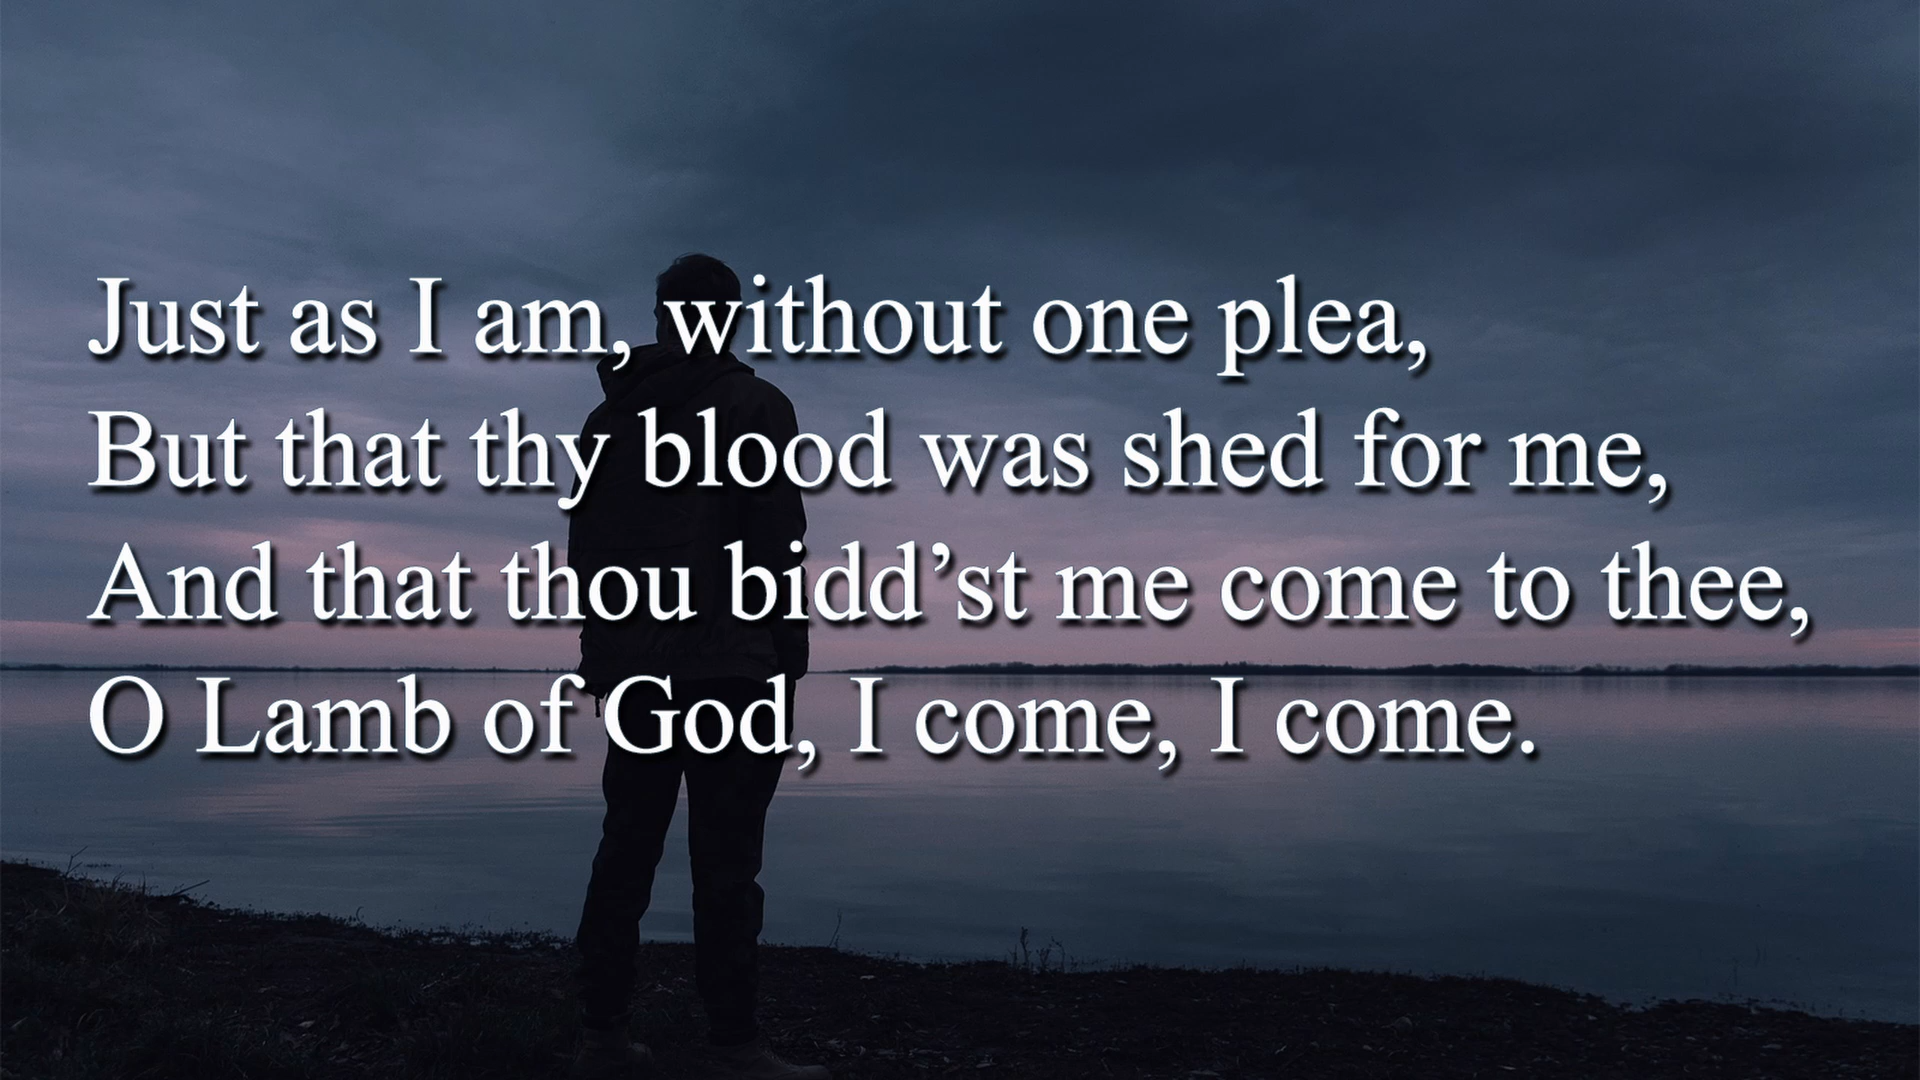 Just as I am, without one plea,
But that thy blood was shed for me,
And that thou bidd’st me come to thee,
O Lamb of God, I come, I come.